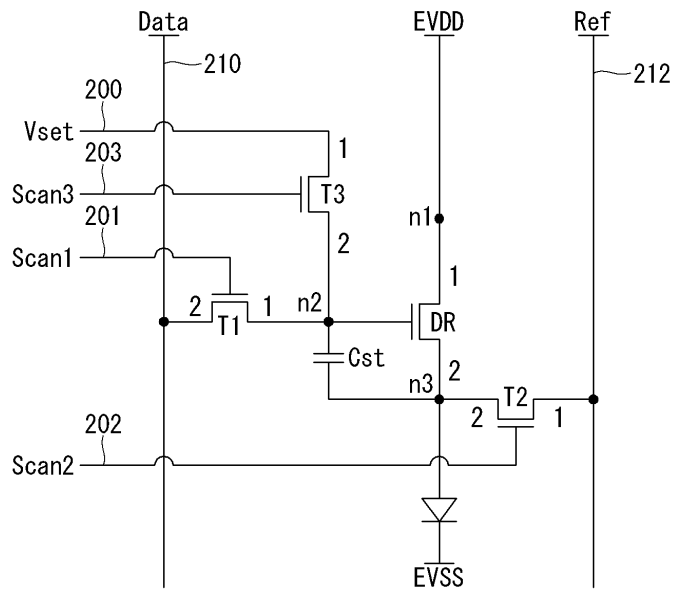 Data
EVDD
Ref
210
212
200
Vset
1
203
Scan3
T3
201
2
n1
Scan1
1
2
1
n2
T1
DR
Cst
n3
2
T2
2
1
202
Scan2
EVSS